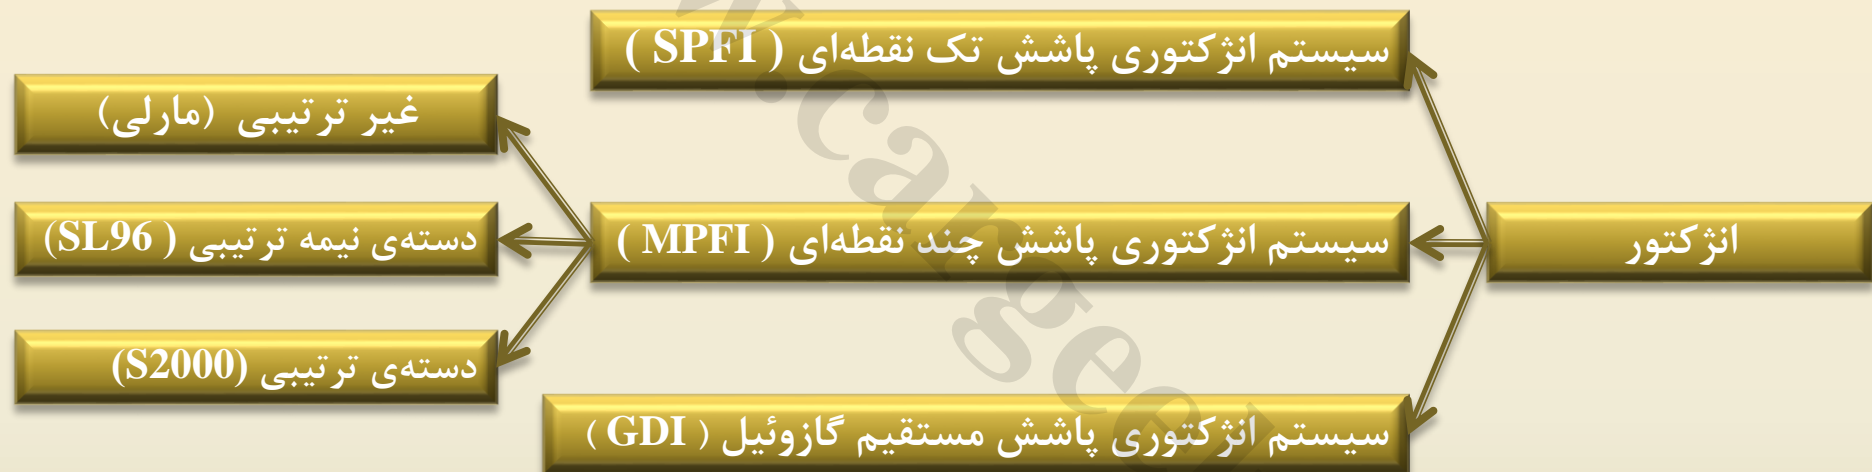 سیستم انژکتوری پاشش تک نقطه‌ای ( SPFI )
غیر ترتیبی (مارلی)
انژکتور
سیستم انژکتوری پاشش چند نقطه‌ای ( MPFI )
دسته‌ی نیمه ترتیبی ( SL96)
دسته‌ی ترتیبی (S2000)
سیستم انژکتوری پاشش مستقیم گازوئیل ( GDI )
w.cargee